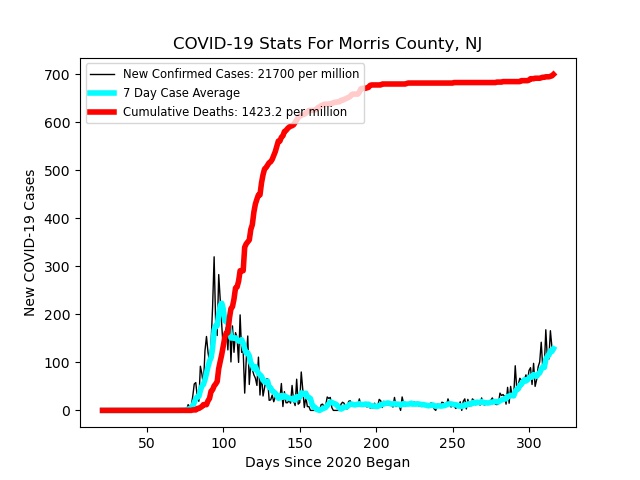 COVID-19 Stats For Morris County, NJ
New Confirmed Cases: 21700 per million
7 Day Case Average
Cumulative Deaths: 1423.2 per million
New COVID-19 Cases
700
600
500
400
300
200
100
0
50 100 150 200 250 300
Days Since 2020 Began